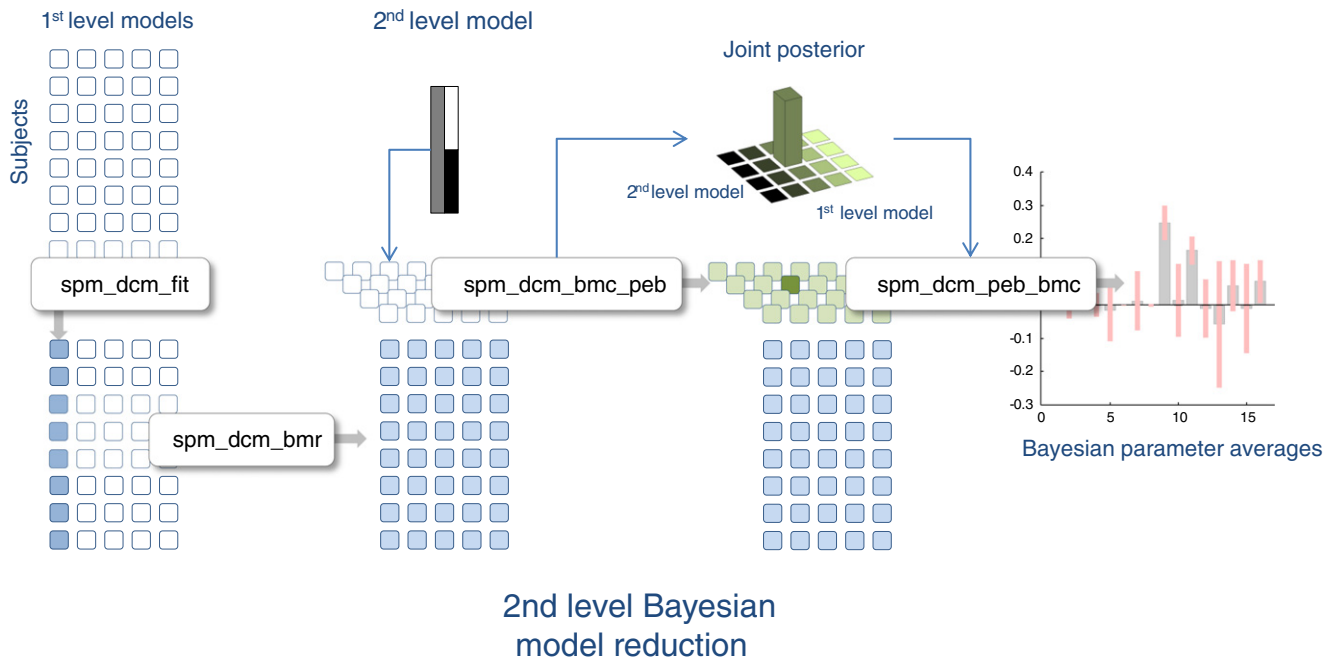 1st level models
2nd level model
Joint posterior
Subjects
2nd level model
1st level model
spm_dcm_fit
spm_dcm_bmc_peb
spm_dcm_peb_bmc
spm_dcm_bmr
0.4
0.3
0.2
0
-0.1
-0.2
-0.3
0
5
10
15
Bayesian parameter averages
2nd level Bayesian
model reduction